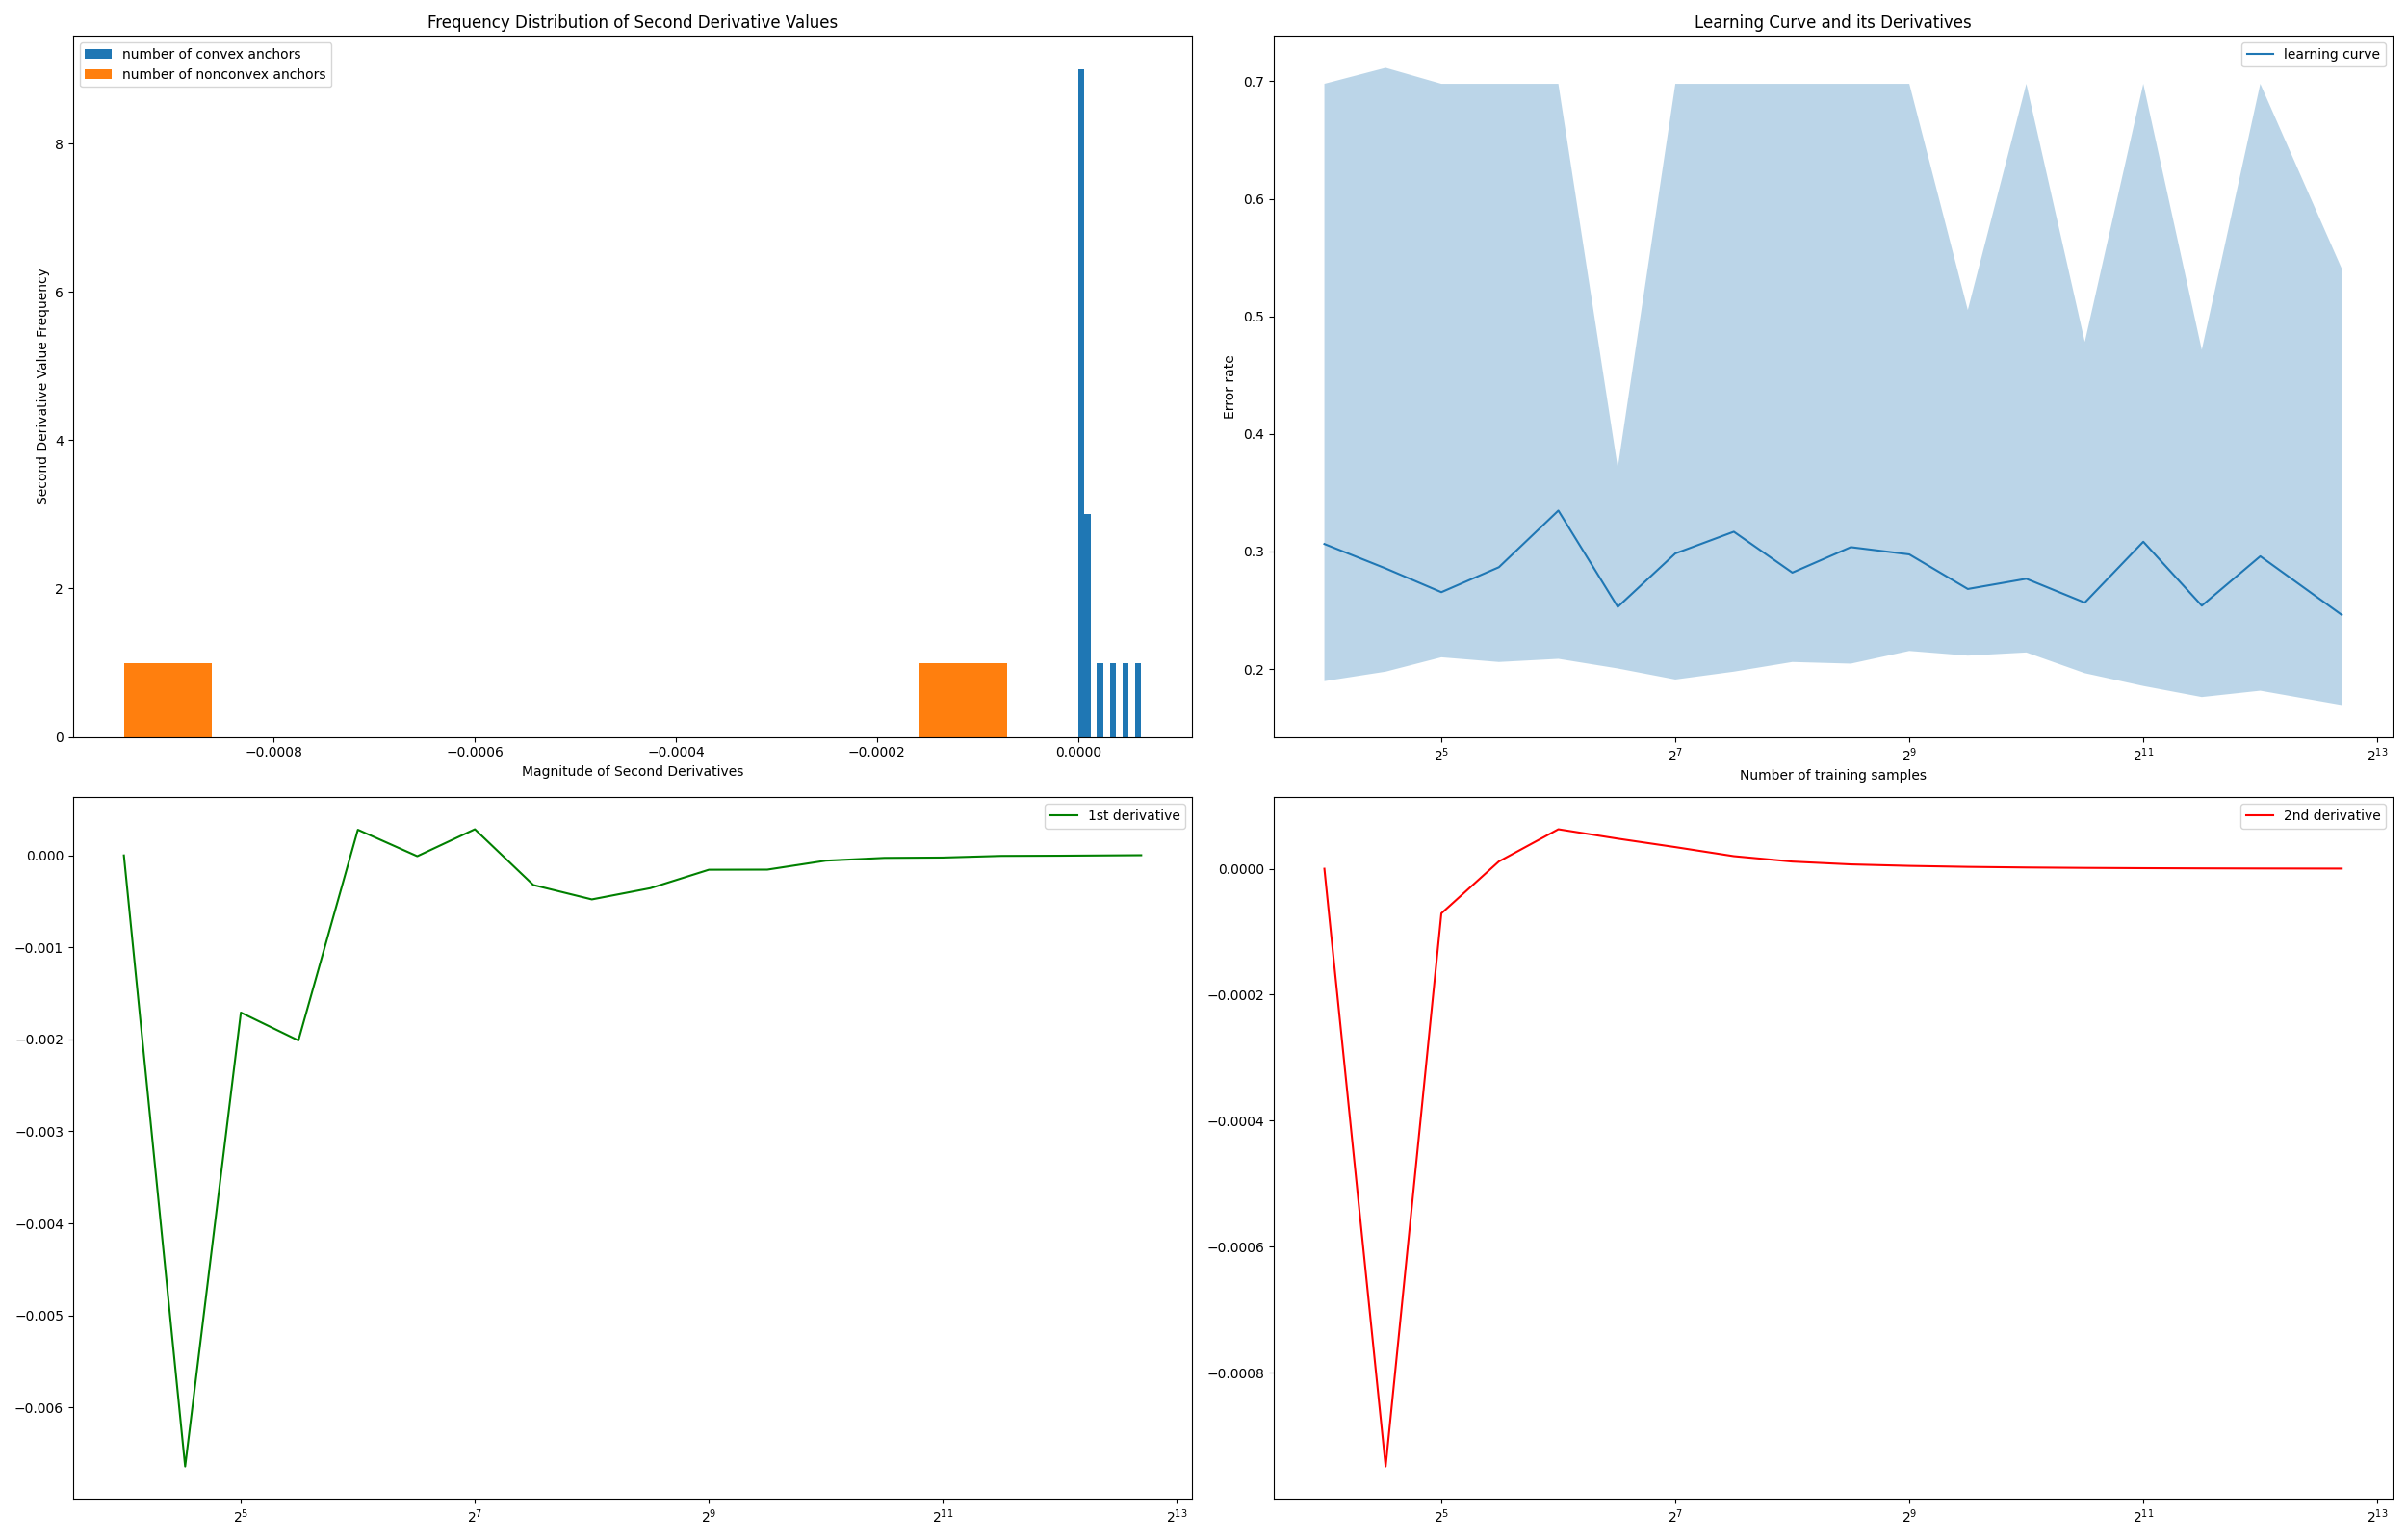 Frequency Distribution of Second Derivative Values
number of convex anchors
number of nonconvex anchors
Second Derivative Value Frequency
8
6
4
2
0
−0.0008 −0.0006 −0.0004 −0.0002 0.0000
Magnitude of Second Derivatives
Learning Curve and its Derivatives
learning curve
Error rate
0.7
0.6
0.5
0.4
0.3
0.2
2^5 2^7 2^9 2^11 2^13
Number of training samples
1st derivative
0.000
−0.001
−0.002
−0.003
−0.004
−0.005
−0.006
2^5 2^7 2^9 2^11 2^13
2nd derivative
0.0000
−0.0002
−0.0004
−0.0006
−0.0008
2^5 2^7 2^9 2^11 2^13